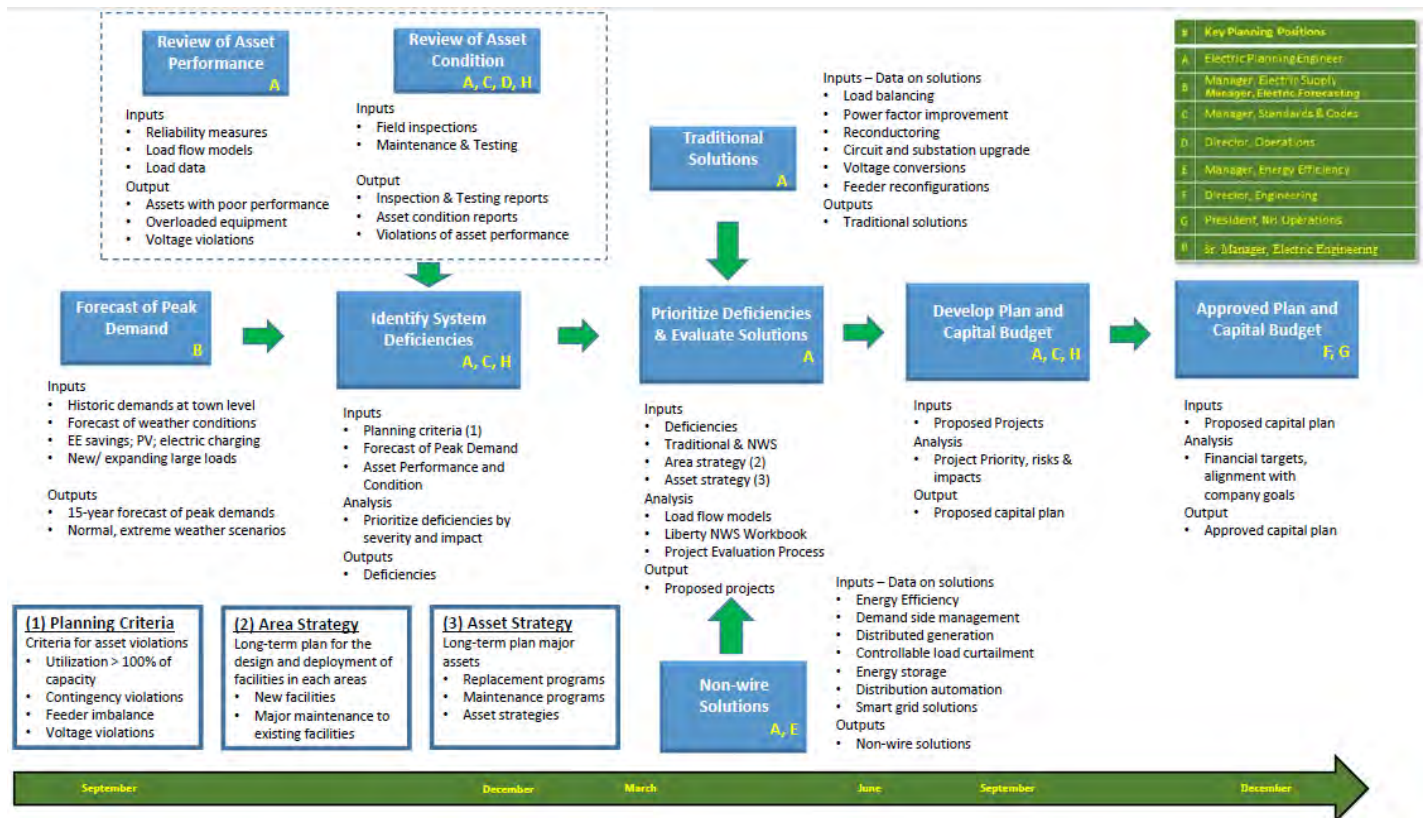 Review of Asset
Performance
A
Inputs
• Reliability measures
• Load flow models
• Load data
Output
• Assets with poor performance
• Overloaded equipment
• Voltage violations
Review of Asset
Condition
A, C, D, H
Inputs
• Field inspections
• Maintenance & Testing
Output
• Inspection & Testing reports
• Asset condition reports
• Violations of asset performance
Traditional
Solutions
A
Inputs – Data on solutions
• Load balancing
• Power factor improvement
• Reconductoring
• Circuit and substation upgrade
• Voltage conversions
• Feeder reconfigurations
Outputs
• Traditional solutions
# Key Planning Positions
A Electric Planning Engineer
B Manager, Electric Supply
Manager, Electric Forecasting
C Manager, Standards & Codes
D Director, Operations
E Manager, Energy Efficiency
F Director, Engineering
G President, NH Operations
H Sr. Manager, Electric Engineering
Forecast of Peak
Demand
B
Inputs
• Historic demands at town level
• Forecast of weather conditions
• EE savings; PV; electric charging
• New/ expanding large loads
Outputs
• 15-year forecast of peak demands
• Normal, extreme weather scenarios
Identify System
Deficiencies
A, C, H
Inputs
• Planning criteria (1)
• Forecast of Peak Demand
• Asset Performance and
Condition
Analysis
• Prioritize deficiencies by
severity and impact
Outputs
• Deficiencies
Prioritize Deficiencies
& Evaluate Solutions
A
Inputs
• Deficiencies
• Traditional & NWS
• Area strategy (2)
• Asset strategy (3)
Analysis
• Load flow models
• Liberty NWS Workbook
• Project Evaluation Process
Output
• Proposed projects
Develop Plan and
Capital Budget
A, C, H
Inputs
• Proposed Projects
Analysis
• Project Priority, risks &
impacts
Output
• Proposed capital plan
Approved Plan and
Capital Budget
F, G
Inputs
• Proposed capital plan
Analysis
• Financial targets,
alignment with
company goals
Output
• Approved capital plan
(1) Planning Criteria
Criteria for asset violations
• Utilization > 100% of
capacity
• Contingency violations
• Feeder imbalance
• Voltage violations
(2) Area Strategy
Long-term plan for the
design and deployment of
facilities in each areas
• New facilities
• Major maintenance to
existing facilities
(3) Asset Strategy
Long-term plan major
assets
• Replacement programs
• Maintenance programs
• Asset strategies
Non-wire
Solutions
A, E
Inputs – Data on solutions
• Energy Efficiency
• Demand side management
• Distributed generation
• Controllable load curtailment
• Energy storage
• Distribution automation
• Smart grid solutions
Outputs
• Non-wire solutions
September December March June September December